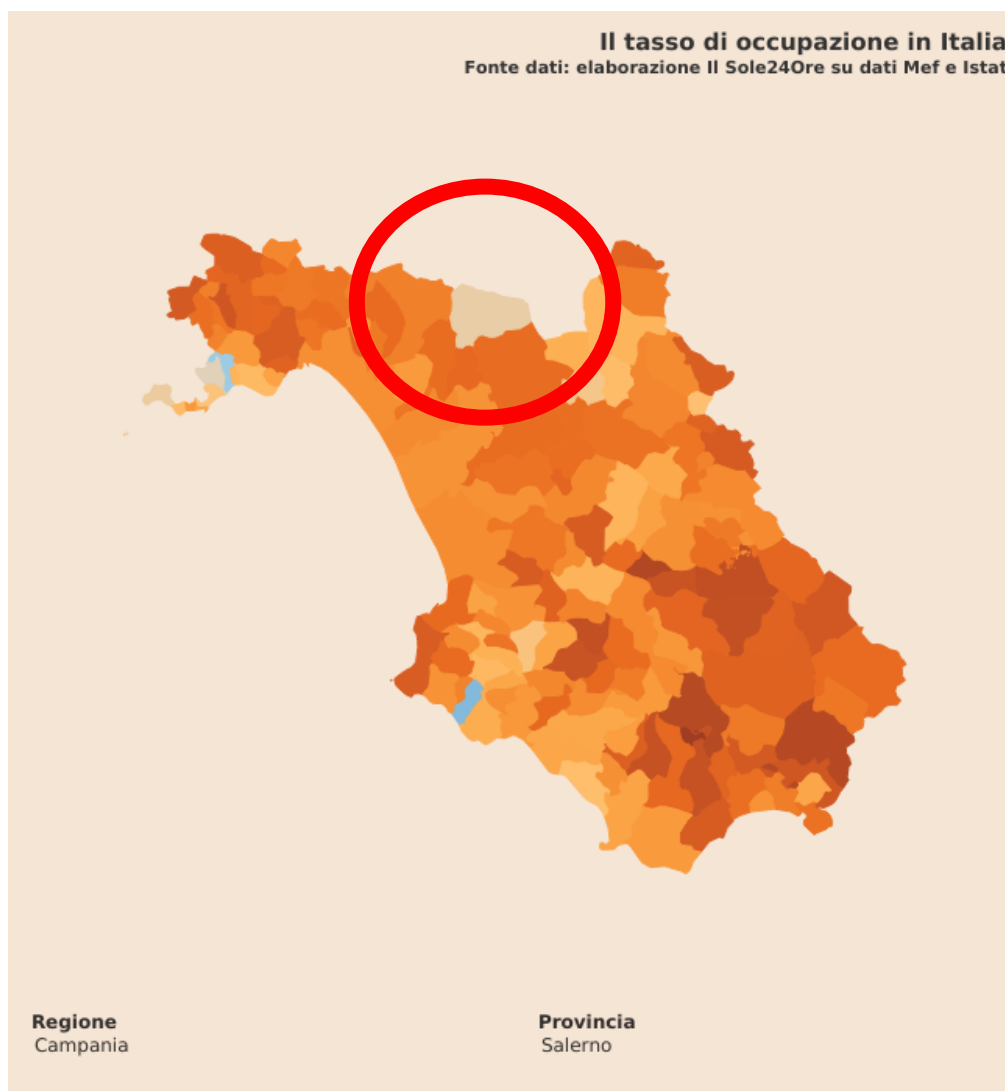 Il tasso di occupazione in Italia
Fonte dati: elaborazione Il Sole24Ore su dati Mef e Istat
Regione
Campania
Provincia
Salerno